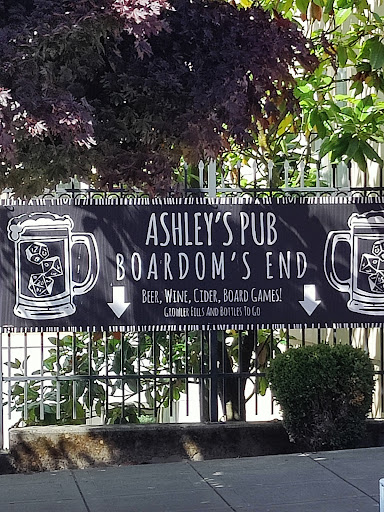 ASHLEY'S PUB
BOARDOM'S END
BEER, WINE, CIDER, BOARD GAMES!
GROWLER FILLS AND BOTTLES TO GO